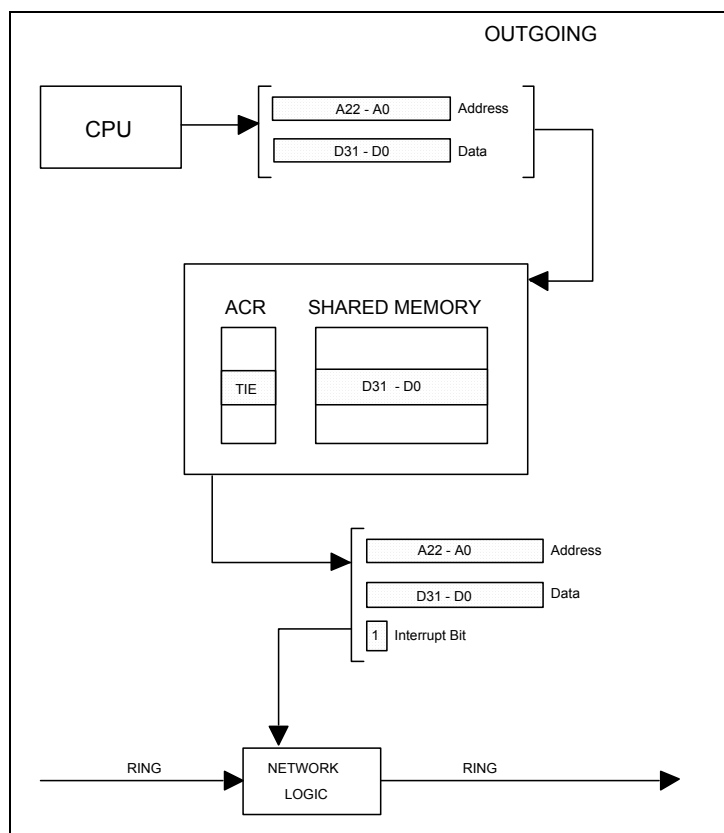 OUTGOING
CPU
A22 - A0 Address
D31 - D0 Data
ACR SHARED MEMORY
TIE D31 - D0
A22 - A0 Address
D31 - D0 Data
1 Interrupt Bit
RING NETWORK RING
LOGIC